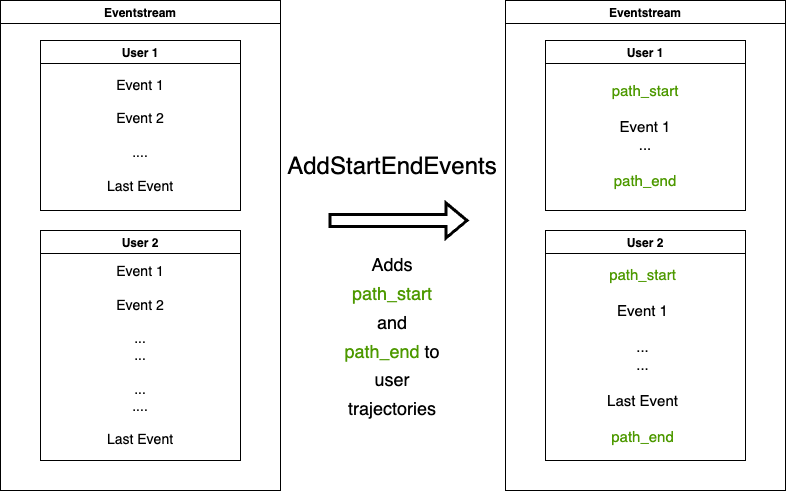 Eventstream
User 1
Event 1
Event 2
....
Last Event
User 2
Event 1
Event 2
...
...
...
....
Last Event
AddStartEndEvents
Adds
path_start
and
path_end to
user
trajectories
Eventstream
User 1
path_start
Event 1
...
path_end
User 2
path_start
Event 1
...
...
Last Event
path_end